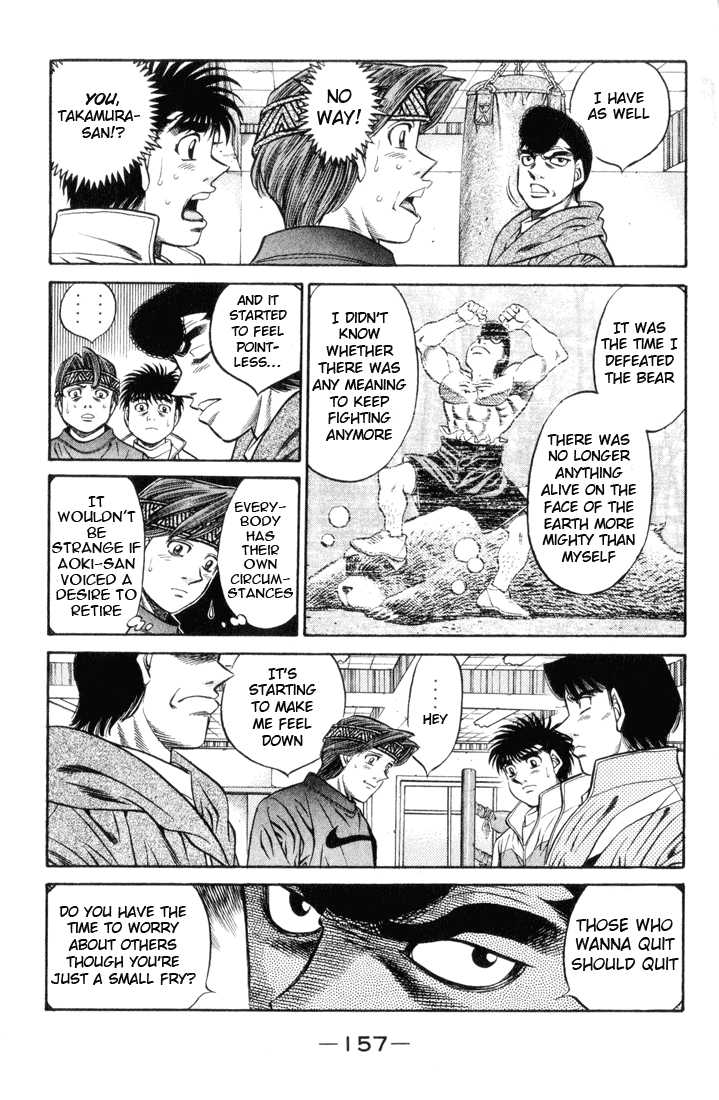 I HAVE
AS WELL
NO
WAY!
YOU,
TAKAMURA-
SAN!?
IT WAS
THE TIME I
DEFEATED
THE BEAR
THERE WAS
NO LONGER
ANYTHING
ALIVE ON THE
FACE OF THE
EARTH MORE
MIGHTY THAN
MYSELF
I DIDN'T
KNOW
WHETHER
THERE WAS
ANY MEANING
TO KEEP
FIGHTING
ANYMORE
AND IT
STARTED
TO FEEL
POINT-
LESS...
......
EVERY-
BODY
HAS
THEIR
OWN
CIRCUM-
STANCES
IT
WOULDN'T
BE
STRANGE IF
AOKI-SAN
VOICED A
DESIRE TO
RETIRE
....
HEY
IT'S
STARTING
TO MAKE
ME FEEL
DOWN
THOSE WHO
WANNA QUIT
SHOULD QUIT
DO YOU HAVE THE
TIME TO WORRY
ABOUT OTHERS
THOUGH YOU'RE
JUST A SMALL FRY?
—157—